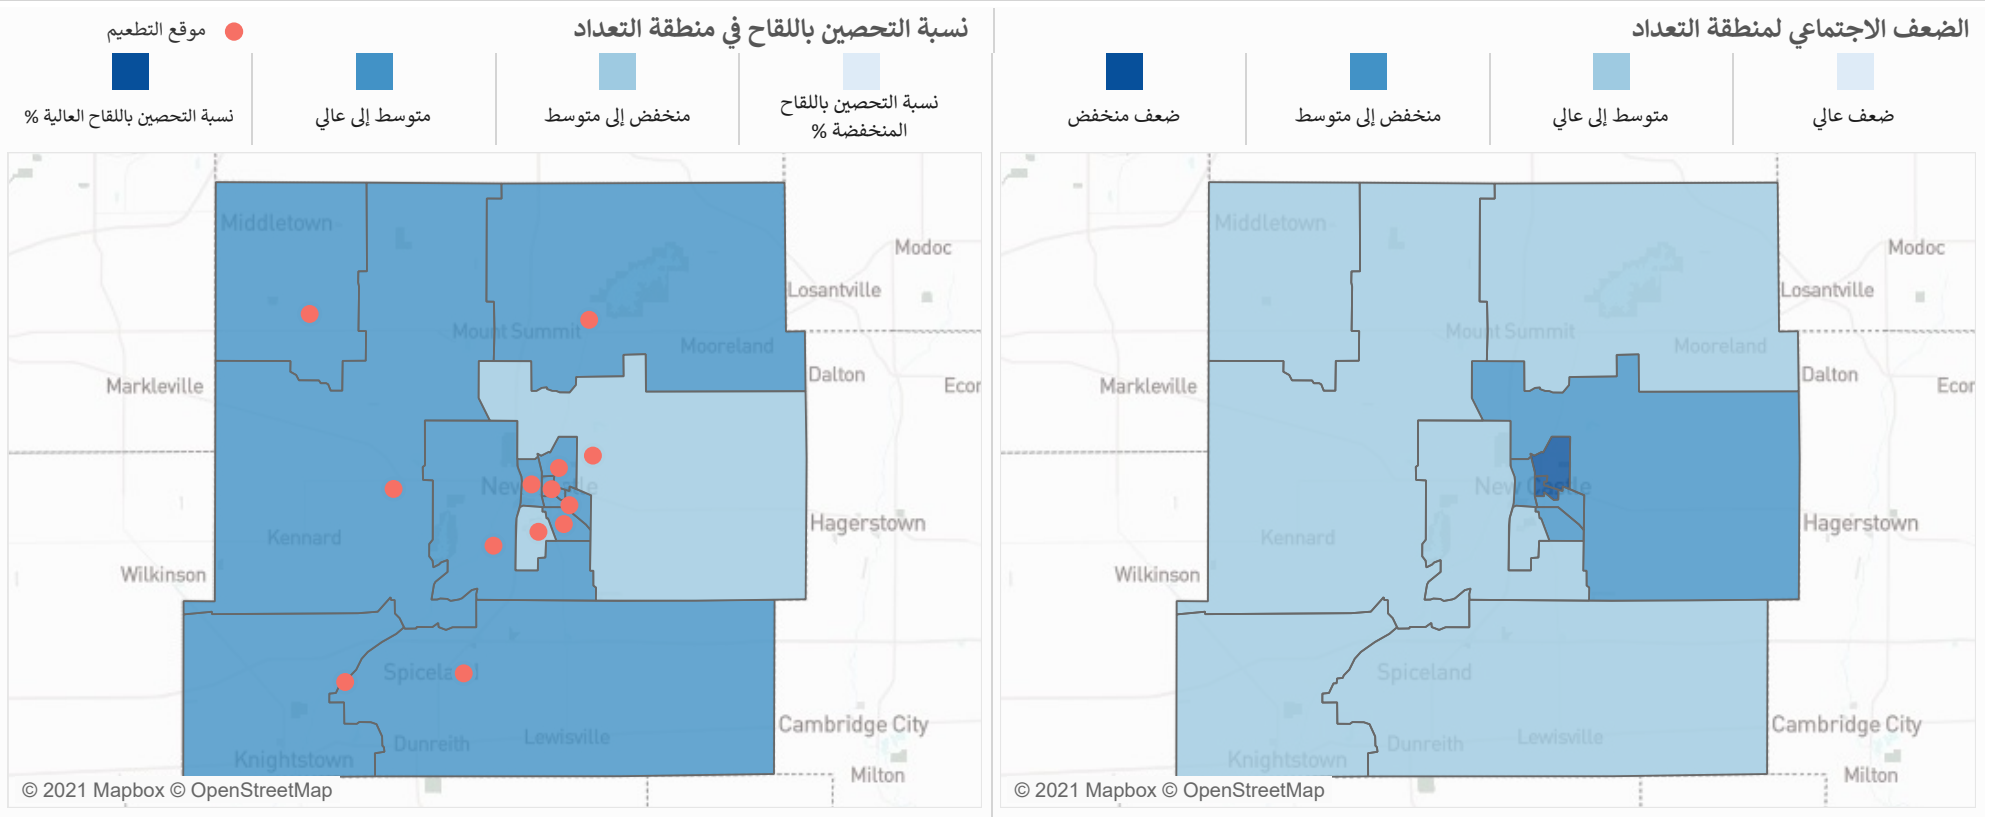 الضعف الاجتماعي لمنطقة التعداد
ضعف عالي
متوسط إلى عالي
منخفض إلى متوسط
ضعف منخفض
Middletown
Modoc
Losantville
Mount Summit
Mooreland
Markleville
Dalton
Ecor
New Castle
Hagerstown
Kennard
Wilkinson
Spiceland
Cambridge City
Lewisville
Dunreith
Knightstown
Milton
© 2021 Mapbox © OpenStreetMap
نسبة التحصين باللقاح في منطقة التعداد
موقع التطعيم
نسبة التحصين باللقاح
المنخفضة %
منخفض إلى متوسط
متوسط إلى عالي
نسبة التحصين باللقاح العالية %
Middletown
Modoc
Losantville
Mount Summit
Mooreland
Markleville
Dalton
Ecor
Hagerstown
Kennard
Wilkinson
Cambridge City
Lewisville
Dunreith
Knightstown
Milton
© 2021 Mapbox © OpenStreetMap